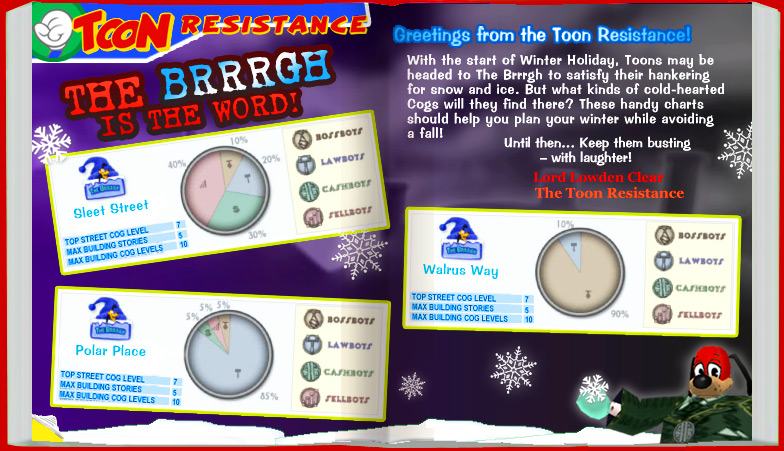 TOON RESISTANCE
THE BRRRGH
IS THE WORD!
10%
20%
30%
40%
BOSSBOTS
LAWBOTS
CASHBOTS
SELLBOTS
THE BRRRGH
Sleet Street
TOP STREET COG LEVEL 7
MAX BUILDING STORIES 5
MAX BUILDING COG LEVELS 10
5% 5%
5%
85%
BOSSBOTS
LAWBOTS
CASHBOTS
SELLBOTS
THE BRRRGH
Polar Place
TOP STREET COG LEVEL 7
MAX BUILDING STORIES 5
MAX BUILDING COG LEVELS 10
Greetings from the Toon Resistance!
With the start of Winter Holiday, Toons may be
headed to The Brrrgh to satisfy their hankering
for snow and ice. But what kinds of cold-hearted
Cogs will they find there? These handy charts
should help you plan your winter while avoiding
a fall!
Until then... Keep them busting
– with laughter!
Lord Lowden Clear
The Toon Resistance
10%
90%
BOSSBOTS
LAWBOTS
CASHBOTS
SELLBOTS
THE BRRRGH
Walrus Way
TOP STREET COG LEVEL 7
MAX BUILDING STORIES 5
MAX BUILDING COG LEVELS 10